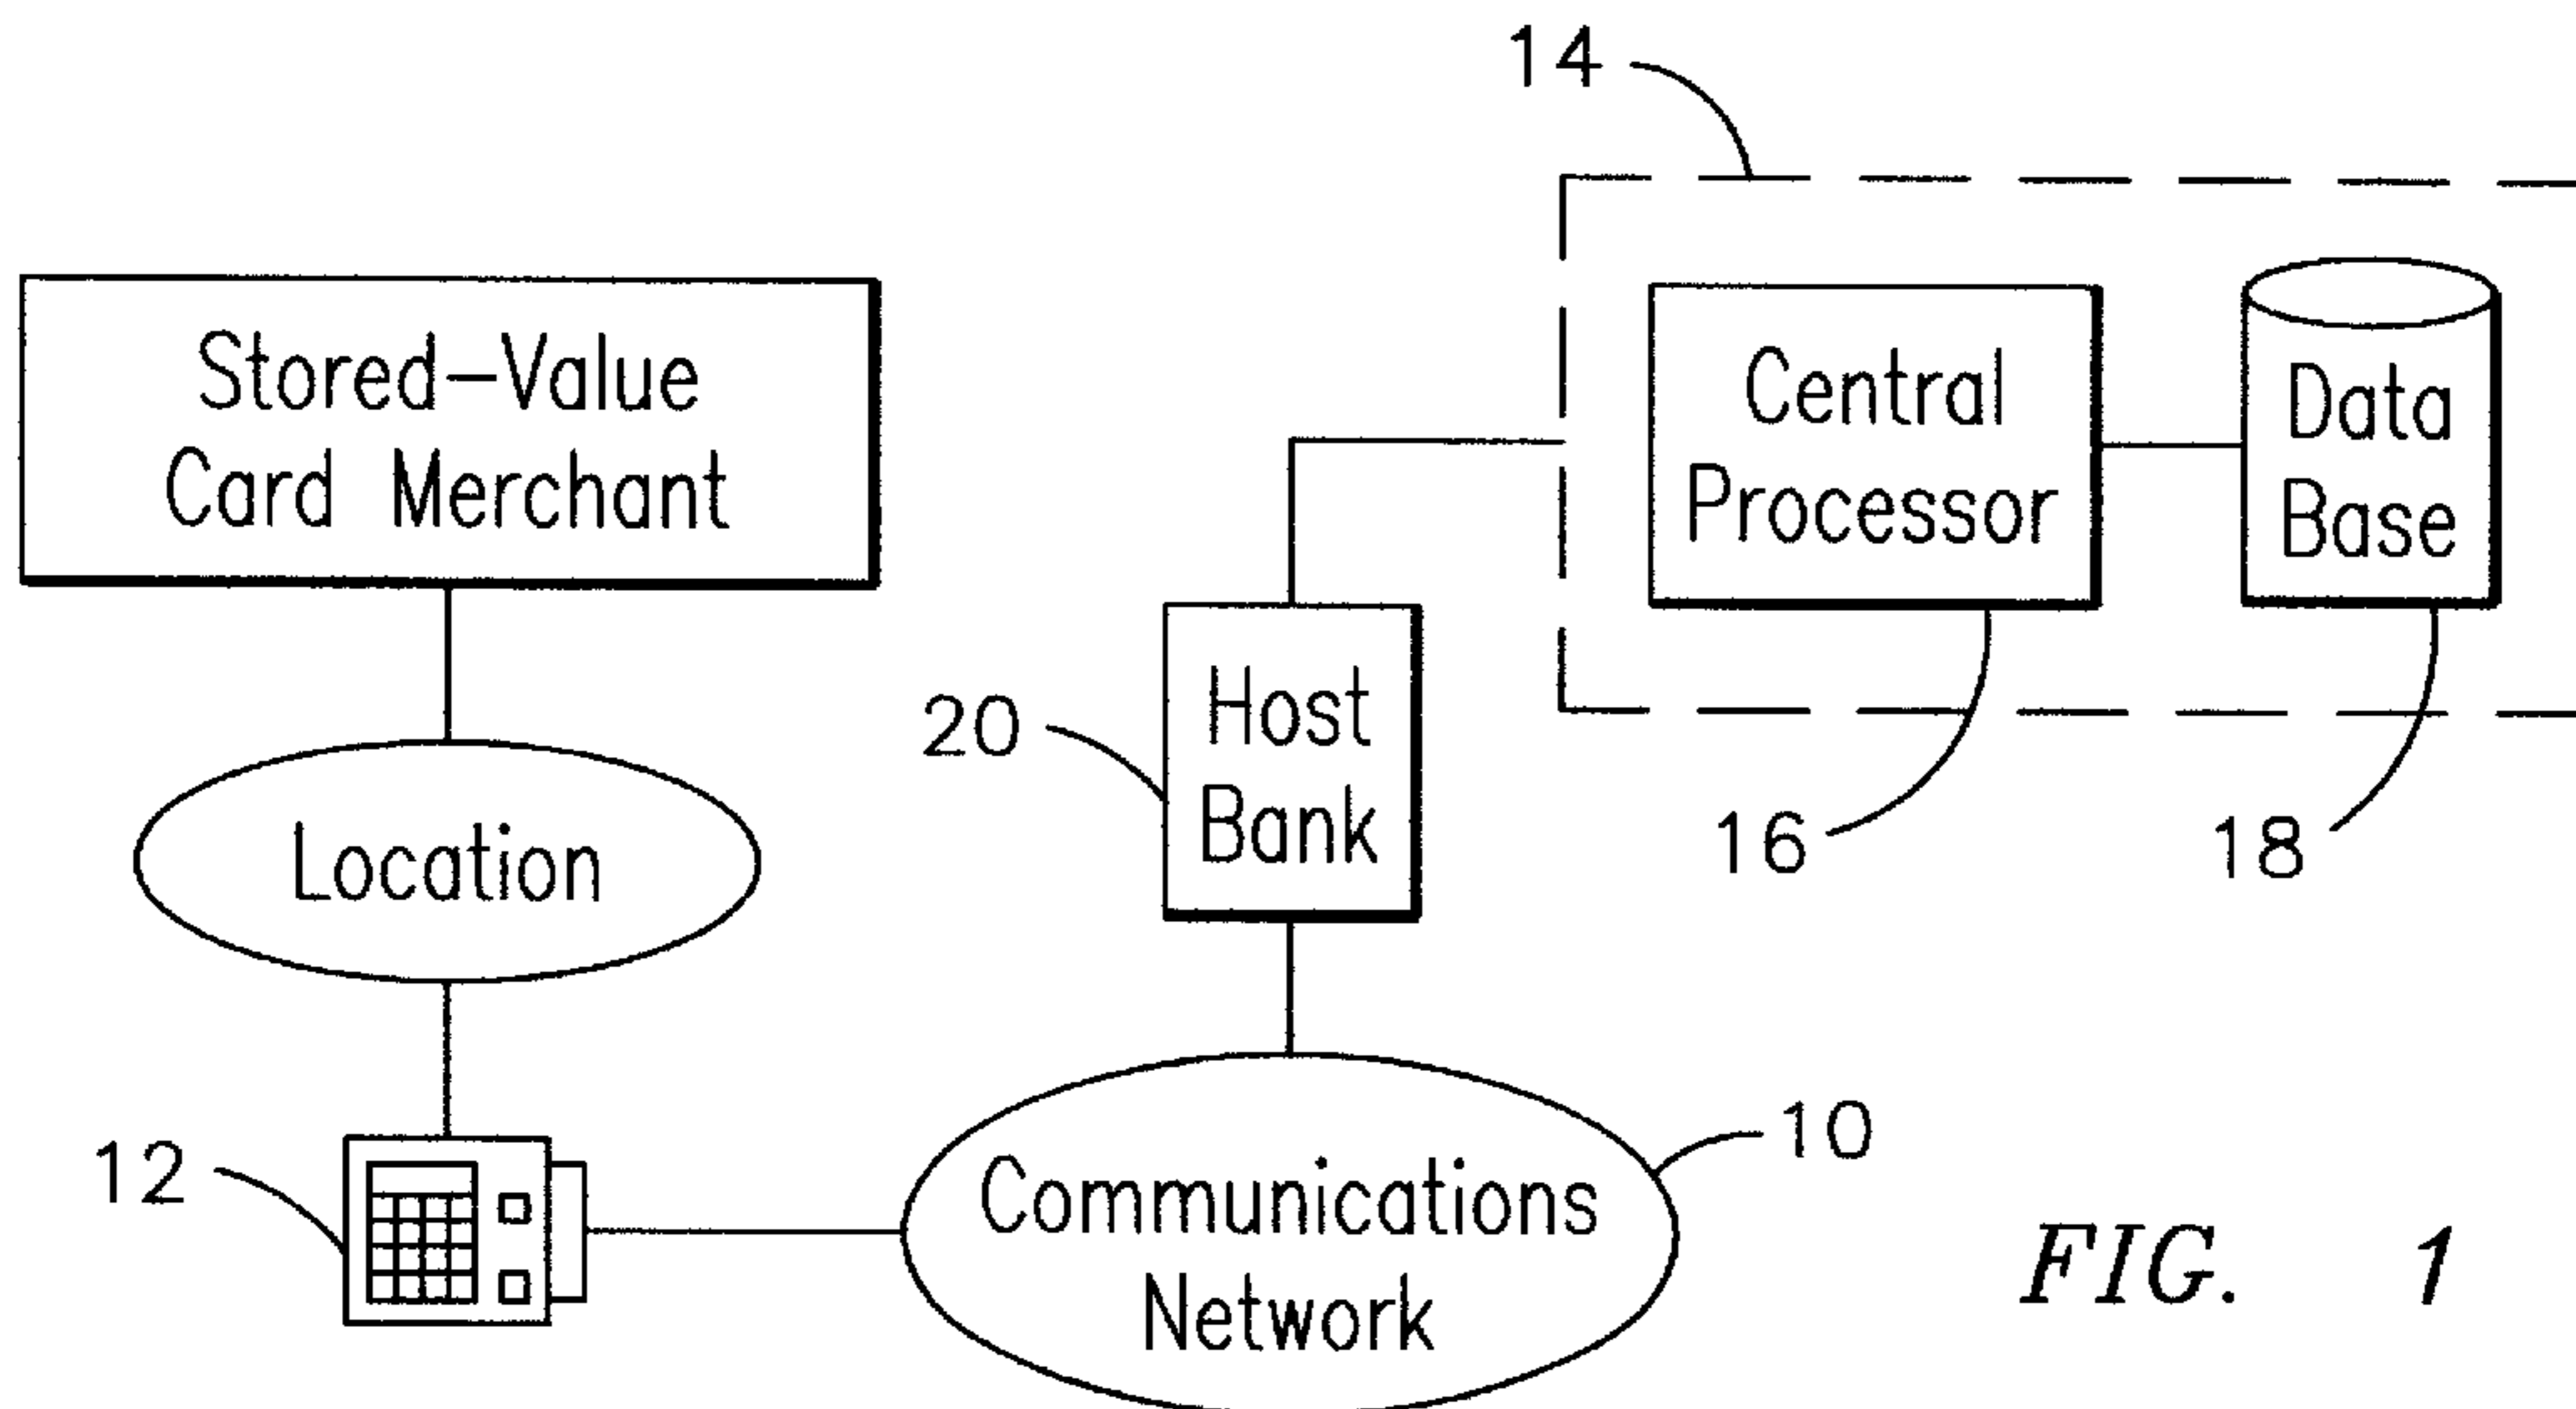 14
Stored-Value
Card Merchant
Central
Processor
Data
Base
20
Host
Bank
16
18
Location
12
10
Communications
Network
FIG. 1